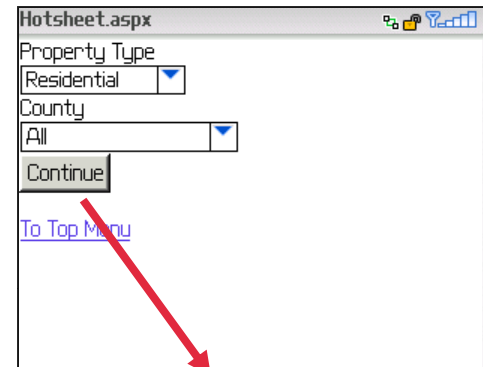 Hotsheet.aspx
Property Type
Residential
County
All
Continue
To Top Menu